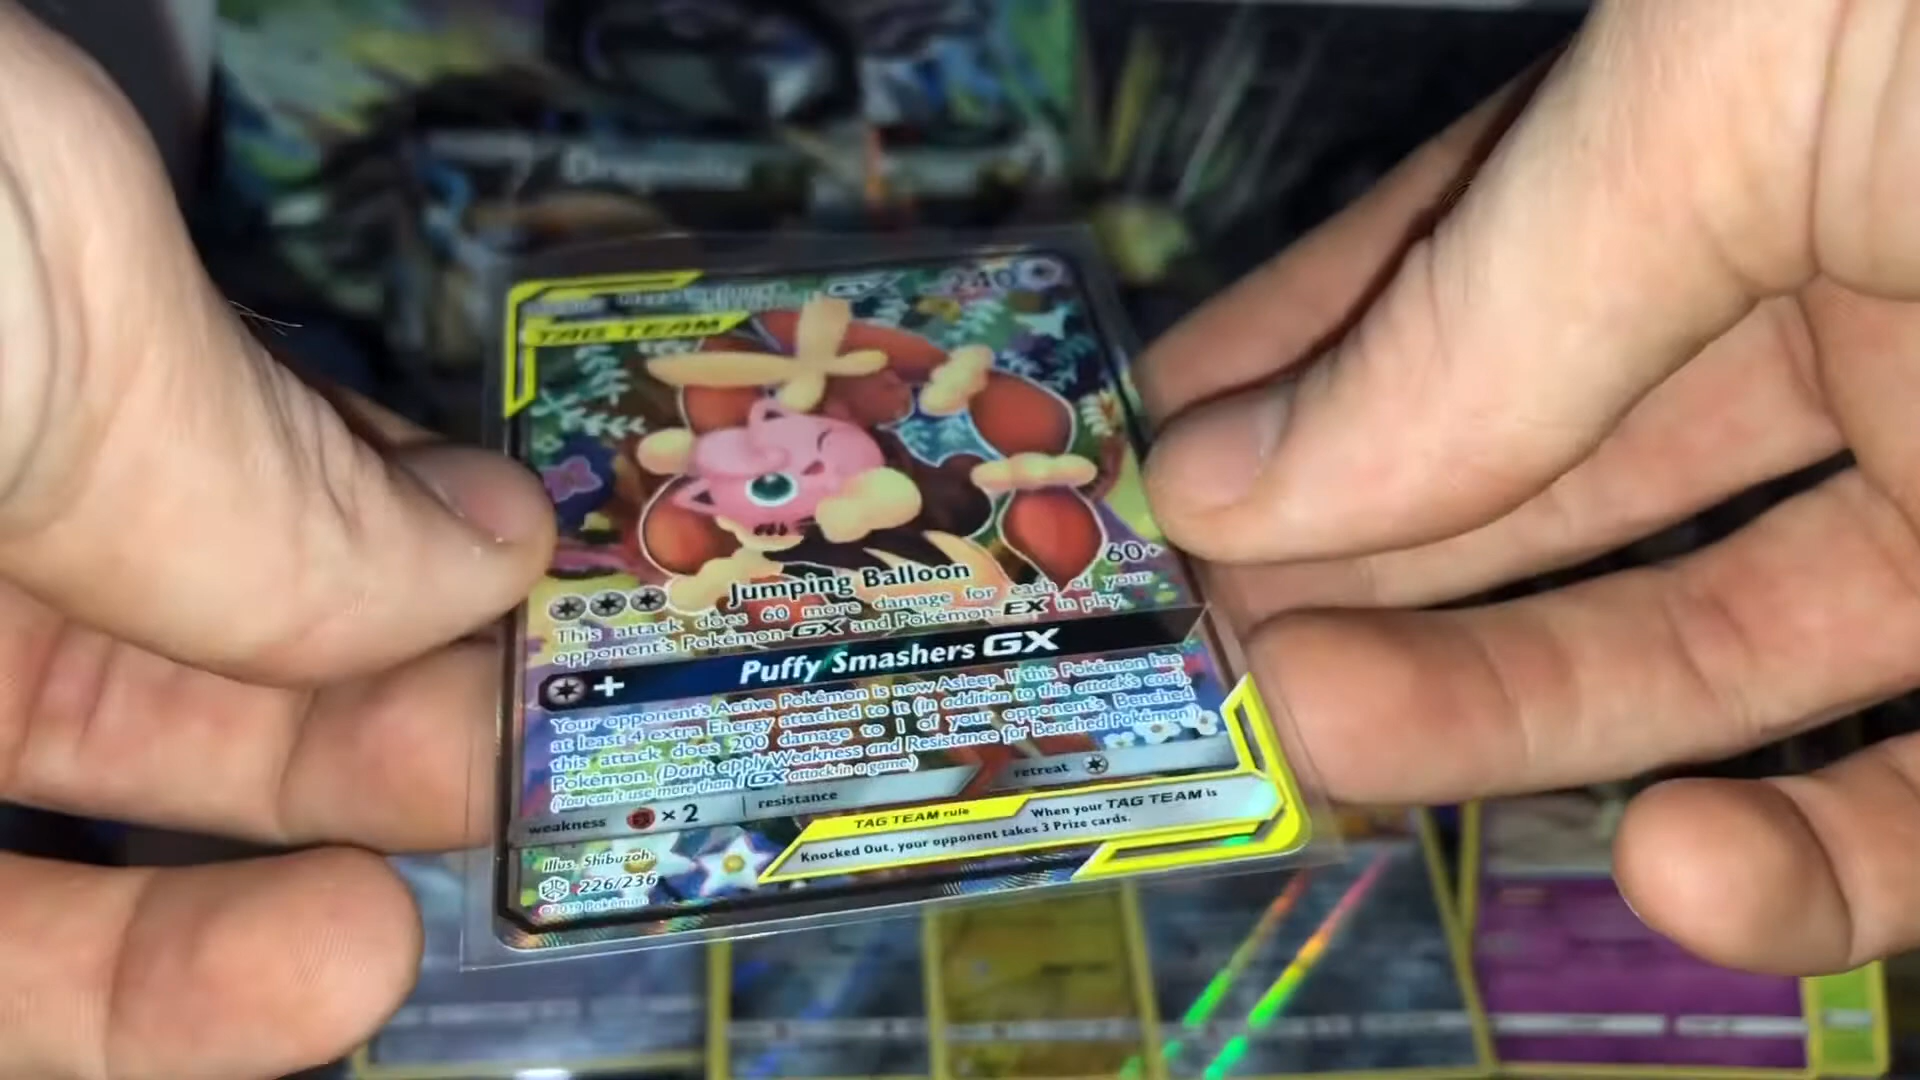 Dragonite
GX 240
TAG TEAM
Jumping Balloon 60+
This attack does 60 more damage for each of your
opponent's Pokémon-GX and Pokémon-EX in play.
+ Puffy Smashers GX
Your opponent's Active Pokémon is now Asleep. If this Pokémon has
at least 4 extra Energy attached to it (in addition to this attack's cost),
this attack does 200 damage to 1 of your opponent's Benched
Pokémon. (Don't apply Weakness and Resistance for Benched Pokémon.)
(You can't use more than 1 GX attack in a game.)
weakness ×2 resistance retreat
TAG TEAM rule When your TAG TEAM is
Knocked Out, your opponent takes 3 Prize cards.
Illus. Shibuzoh.
226/236
©2019 Pokémon